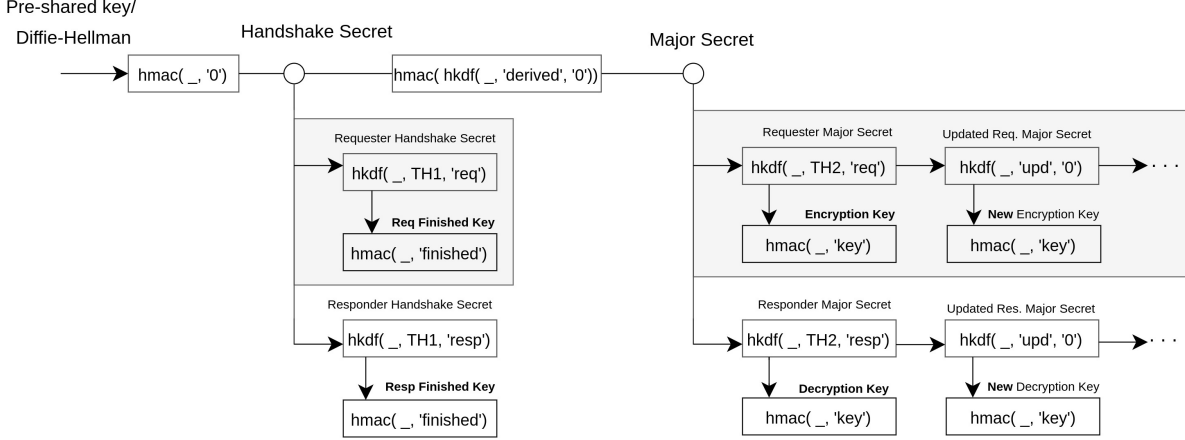 Pre-shared key/
Diffie-Hellman
Handshake Secret
Major Secret
hmac( _, '0')
hmac( hkdf( _, 'derived', '0'))
Requester Handshake Secret
hkdf( _, TH1, 'req')
Req Finished Key
hmac( _, 'finished')
Responder Handshake Secret
hkdf( _, TH1, 'resp')
Resp Finished Key
hmac( _, 'finished')
Requester Major Secret
Updated Req. Major Secret
hkdf( _, TH2, 'req')
hkdf( _, 'upd', '0')
. . .
Encryption Key
New Encryption Key
hmac( _, 'key')
hmac( _, 'key')
Responder Major Secret
Updated Res. Major Secret
hkdf( _, TH2, 'resp')
hkdf( _, 'upd', '0')
. . .
Decryption Key
New Decryption Key
hmac( _, 'key')
hmac( _, 'key')